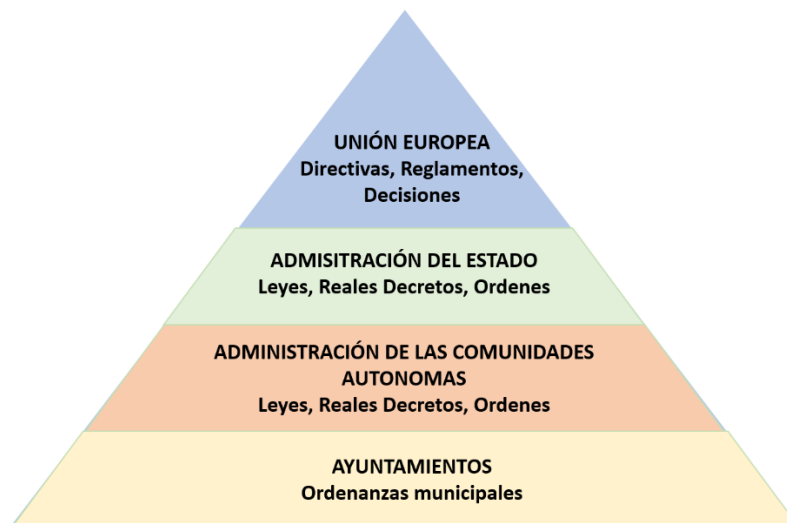 UNIÓN EUROPEA
Directivas, Reglamentos,
Decisiones
ADMISITRACIÓN DEL ESTADO
Leyes, Reales Decretos, Ordenes
ADMINISTRACIÓN DE LAS COMUNIDADES
AUTONOMAS
Leyes, Reales Decretos, Ordenes
AYUNTAMIENTOS
Ordenanzas municipales